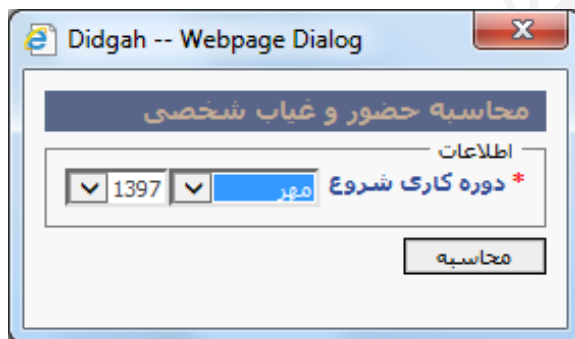 Didgah -- Webpage Dialog
محاسبه حضور و غیاب شخصی
اطلاعات
* دوره کاری شروع مهر 1397
محاسبه